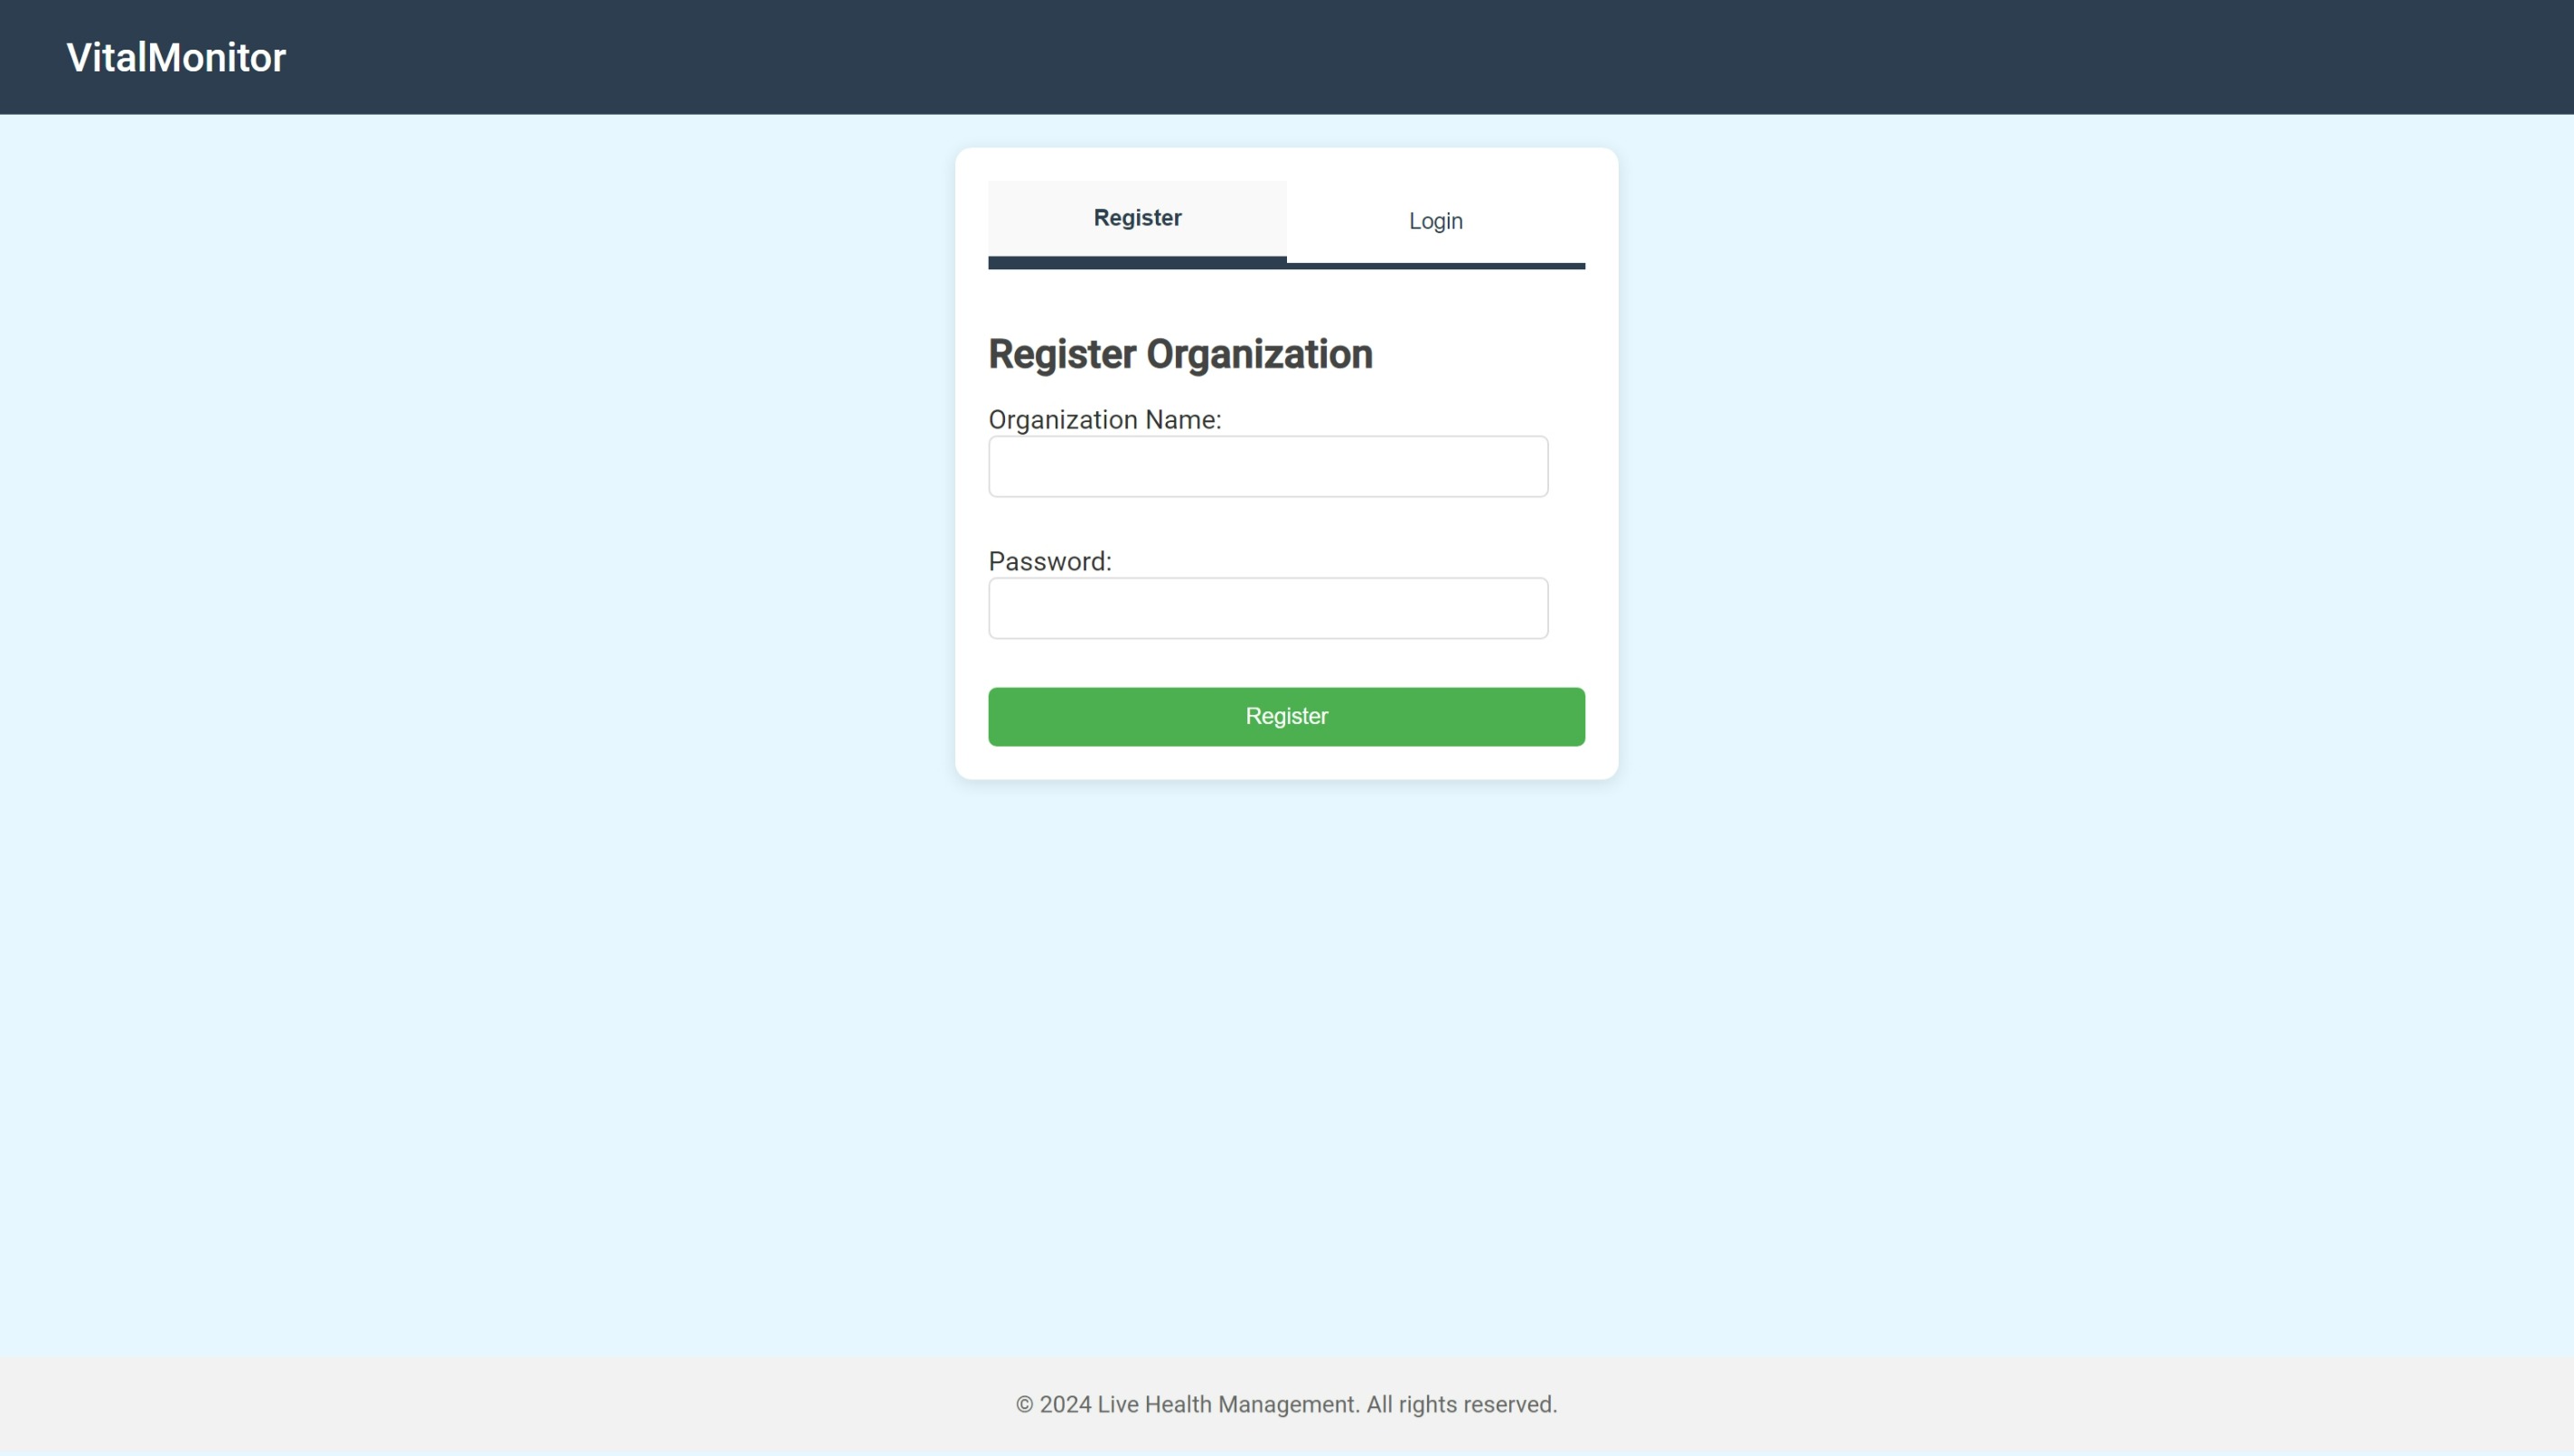 VitalMonitor
Register Login
Register Organization
Organization Name:
Password:
Register
© 2024 Live Health Management. All rights reserved.